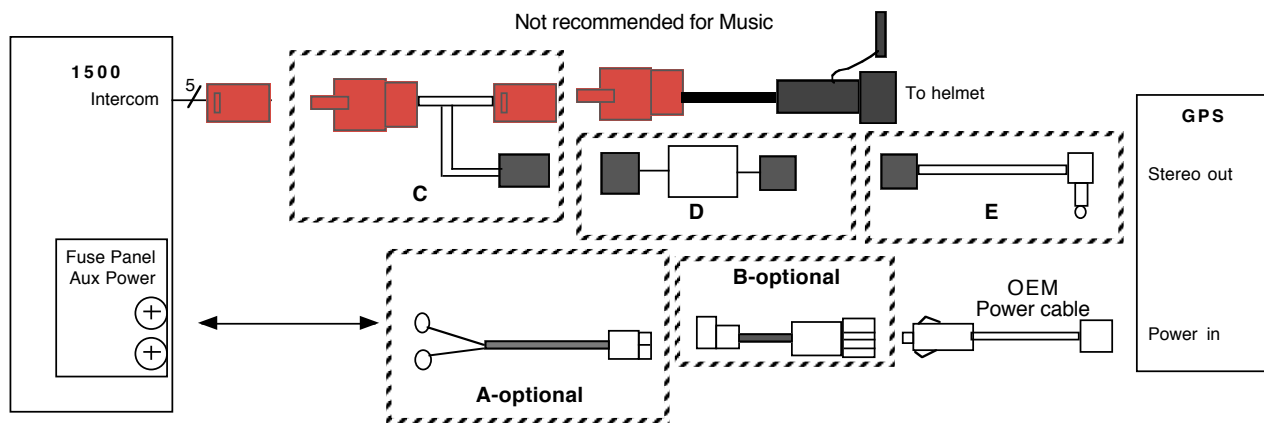 Not recommended for Music
1500
Intercom
5
To helmet
GPS
Stereo out
C
D
E
Fuse Panel
Aux Power
B-optional
OEM
Power cable
Power in
A-optional